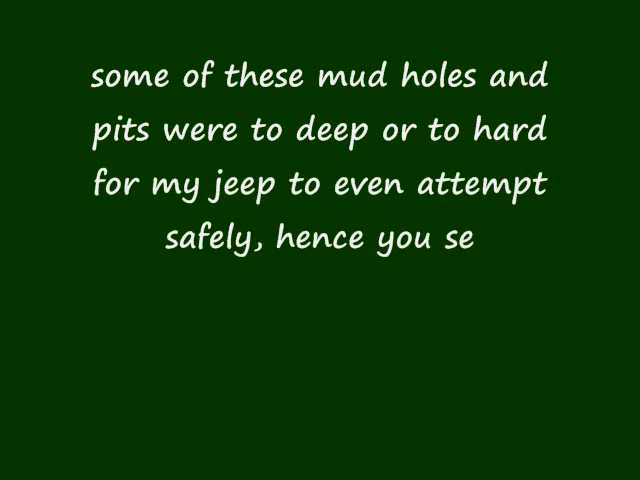 some of these mud holes and
pits were to deep or to hard
for my jeep to even attempt
safely, hence you se